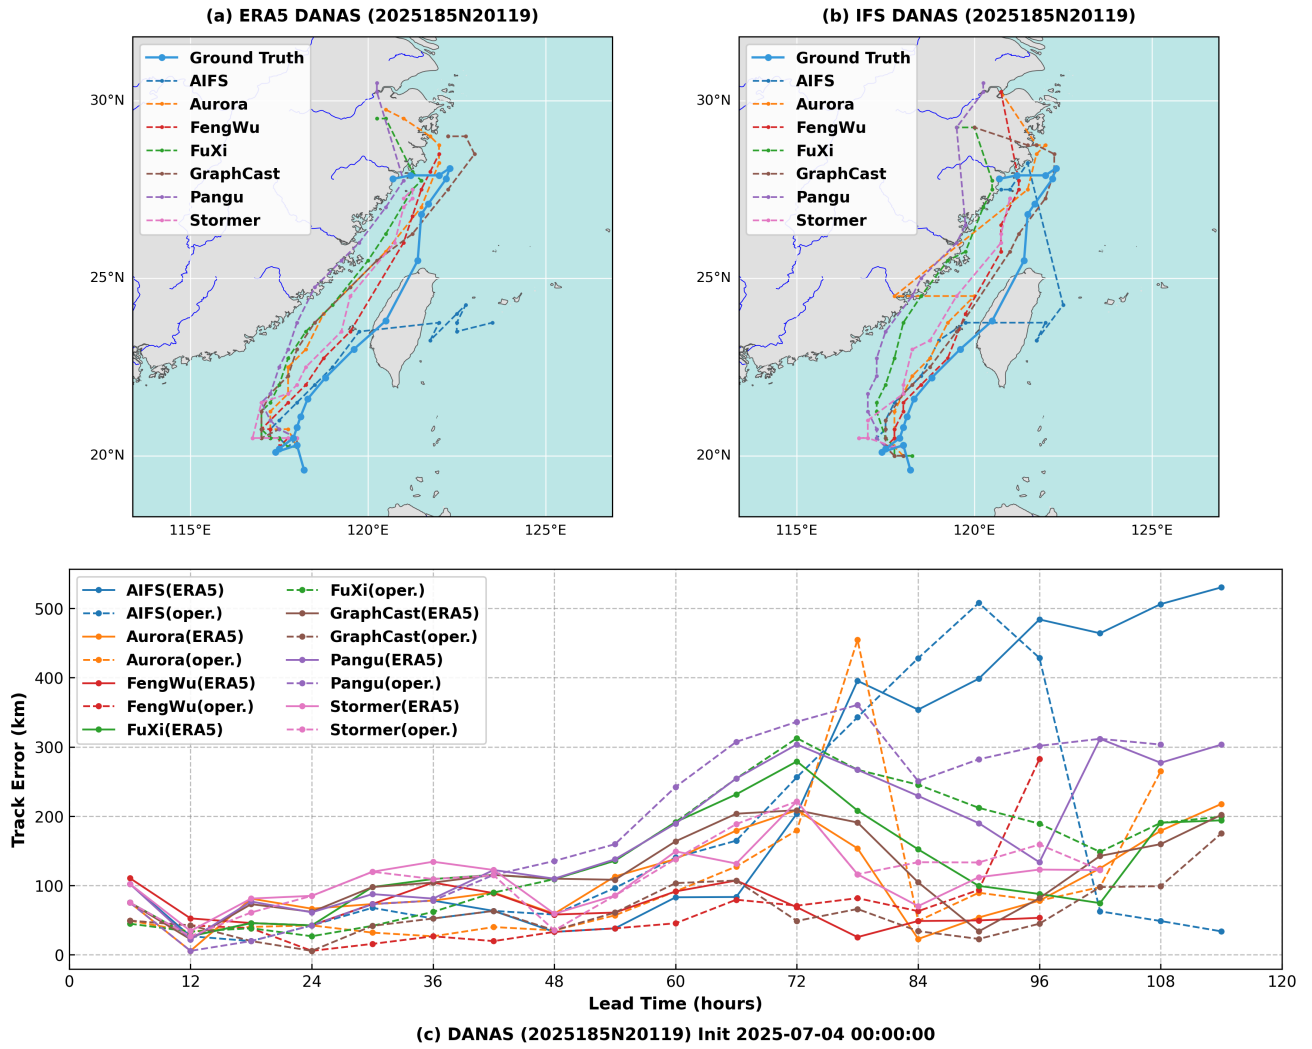 (a) ERA5 DANAS (2025185N20119)
Ground Truth
AIFS
Aurora
FengWu
FuXi
GraphCast
Pangu
Stormer
30°N
25°N
20°N
115°E
120°E
125°E
(b) IFS DANAS (2025185N20119)
Ground Truth
AIFS
Aurora
FengWu
FuXi
GraphCast
Pangu
Stormer
30°N
25°N
20°N
115°E
120°E
125°E
AIFS(ERA5)
AIFS(oper.)
Aurora(ERA5)
Aurora(oper.)
FengWu(ERA5)
FengWu(oper.)
FuXi(ERA5)
FuXi(oper.)
GraphCast(ERA5)
GraphCast(oper.)
Pangu(ERA5)
Pangu(oper.)
Stormer(ERA5)
Stormer(oper.)
Track Error (km)
500
400
300
200
100
0
0 12 24 36 48 60 72 84 96 108 120
Lead Time (hours)
(c) DANAS (2025185N20119) Init 2025-07-04 00:00:00